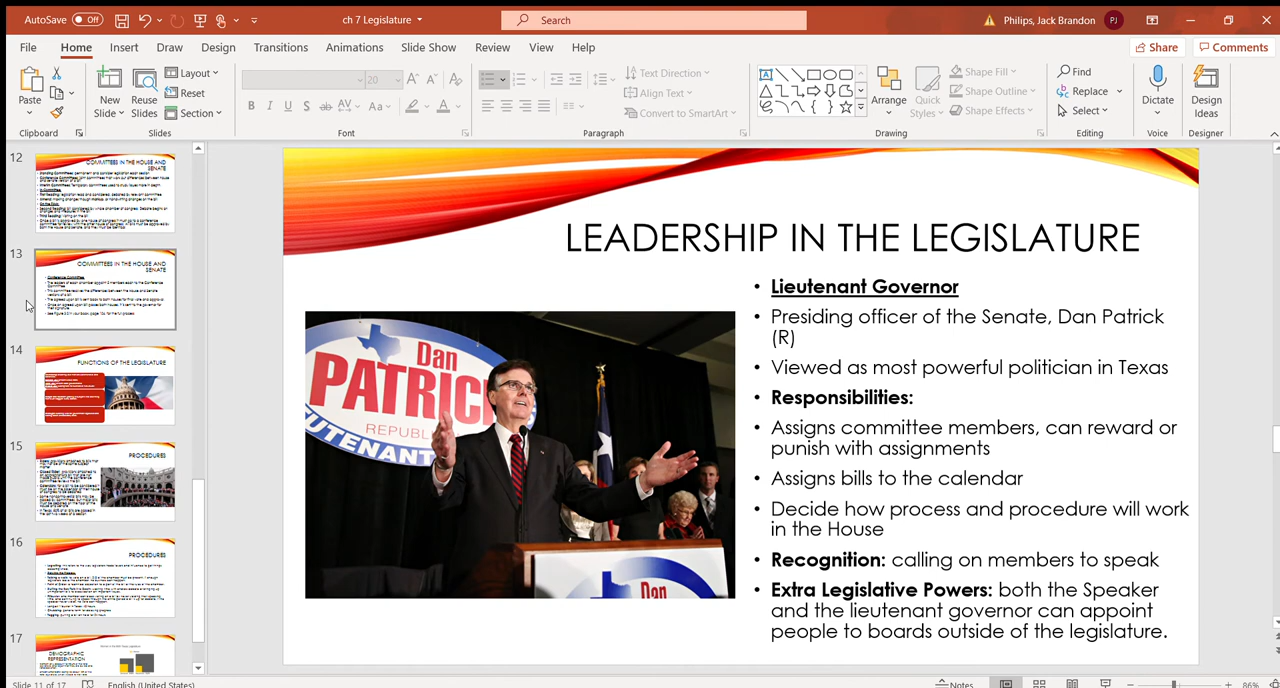 AutoSave Off
ch 7 Legislature
Search
Philips, Jack Brandon PJ
File Home Insert Draw Design Transitions Animations Slide Show Review View Help Share Comments
Paste
New Slide
Reuse Slides
Layout
Reset
Section
20
Text Direction
Align Text
Convert to SmartArt
Arrange
Quick Styles
Shape Fill
Shape Outline
Shape Effects
Find
Replace
Select
Dictate
Design Ideas
Clipboard Slides Font Paragraph Drawing Editing Voice Designer
12
COMMITTEES IN THE HOUSE AND
SENATE
13
COMMITTEES IN THE HOUSE AND
SENATE
14
FUNCTIONS OF THE LEGISLATURE
15
PROCEDURES
16
PROCEDURES
17
DEMOGRAPHIC
REPRESENTATION
LEADERSHIP IN THE LEGISLATURE
Dan
PATRIC
REPUBL
UTENANT
Dan
• Lieutenant Governor
• Presiding officer of the Senate, Dan Patrick
(R)
• Viewed as most powerful politician in Texas
• Responsibilities:
• Assigns committee members, can reward or
punish with assignments
• Assigns bills to the calendar
• Decide how process and procedure will work
in the House
• Recognition: calling on members to speak
• Extra Legislative Powers: both the Speaker
and the lieutenant governor can appoint
people to boards outside of the legislature.
Slide 11 of 17 English (United States) Notes 86%